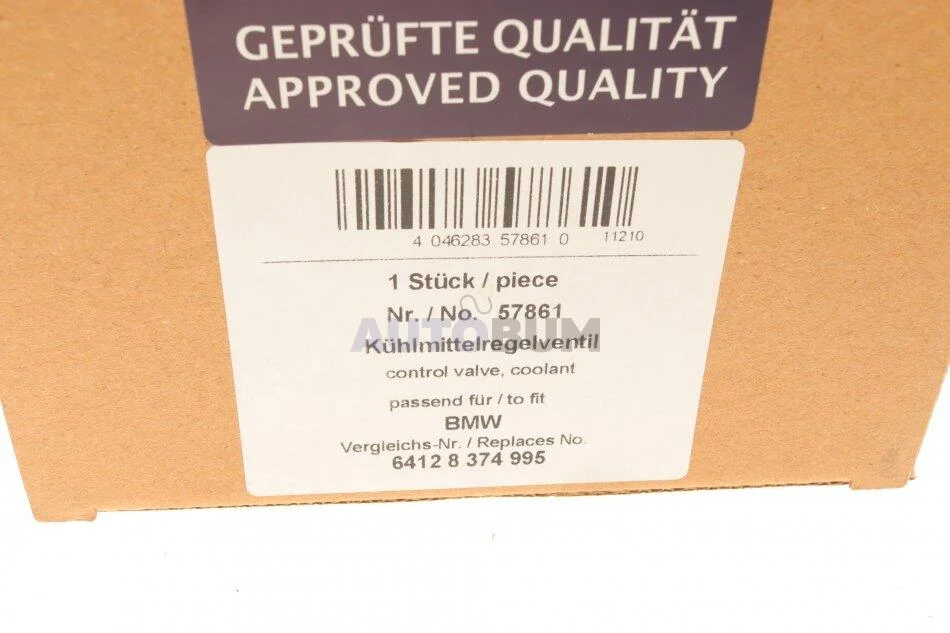 GEPRÜFTE QUALITÄT
APPROVED QUALITY
4 046283 57861 0 11210
1 Stück / piece
Nr. / No. 57861
AUTOBUM
Kühlmittelregelventil
control valve, coolant
passend für / to fit
BMW
Vergleichs-Nr. / Replaces No.
6412 8 374 995